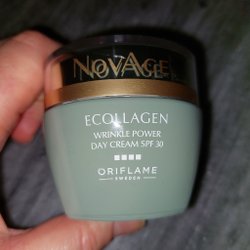 NOVAGE
ECOLLAGEN
WRINKLE POWER
DAY CREAM SPF 30
ORIFLAME
SWEDEN